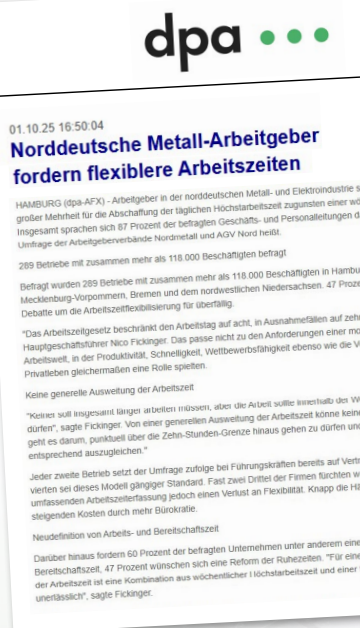 dpa
01.10.25 16:50:04
Norddeutsche Metall-Arbeitgeber
fordern flexiblere Arbeitszeiten
HAMBURG (dpa-AFX) - Arbeitgeber in der norddeutschen Metall- und Elektroindustrie s
großer Mehrheit für die Abschaffung der täglichen Höchstarbeitszeit zugunsten einer wö
Insgesamt sprachen sich 87 Prozent der befragten Geschäfts- und Personalleitungen d
Umfrage der Arbeitgeberverbände Nordmetall und AGV Nord heißt.
289 Betriebe mit zusammen mehr als 118.000 Beschäftigten befragt
Befragt wurden 289 Betriebe mit zusammen mehr als 118.000 Beschäftigten in Hambu
Mecklenburg-Vorpommern, Bremen und dem nordwestlichen Niedersachsen. 47 Proze
Debatte um die Arbeitszeitflexibilisierung für überfällig.
"Das Arbeitszeitgesetz beschränkt den Arbeitstag auf acht, in Ausnahmefällen auf zehn
Hauptgeschäftsführer Nico Fickinger. Das passe nicht zu den Anforderungen einer mo
Arbeitswelt, in der Produktivität, Schnelligkeit, Wettbewerbsfähigkeit ebenso wie die V
Privatleben gleichermaßen eine Rolle spielten.
Keine generelle Ausweitung der Arbeitszeit
"Keiner soll insgesamt länger arbeiten müssen, aber die Arbeit sollte innerhalb der W
dürfen", sagte Fickinger. Von einer generellen Ausweitung der Arbeitszeit könne keine
geht es darum, punktuell über die Zehn-Stunden-Grenze hinaus gehen zu dürfen und
entsprechend auszugleichen."
Jeder zweite Betrieb setzt der Umfrage zufolge bei Führungskräften bereits auf Vertr
vierten sei dieses Modell gängiger Standard. Fast zwei Drittel der Firmen fürchten w
umfassenden Arbeitszeiterfassung jedoch einen Verlust an Flexibilität. Knapp die Hä
steigenden Kosten durch mehr Bürokratie.
Neudefinition von Arbeits- und Bereitschaftszeit
Darüber hinaus fordern 60 Prozent der befragten Unternehmen unter anderem eine
Bereitschaftszeit, 47 Prozent wünschen sich eine Reform der Ruhezeiten. "Für eine
der Arbeitszeit ist eine Kombination aus wöchentlicher Höchstarbeitszeit und einer
unerlässlich", sagte Fickinger.